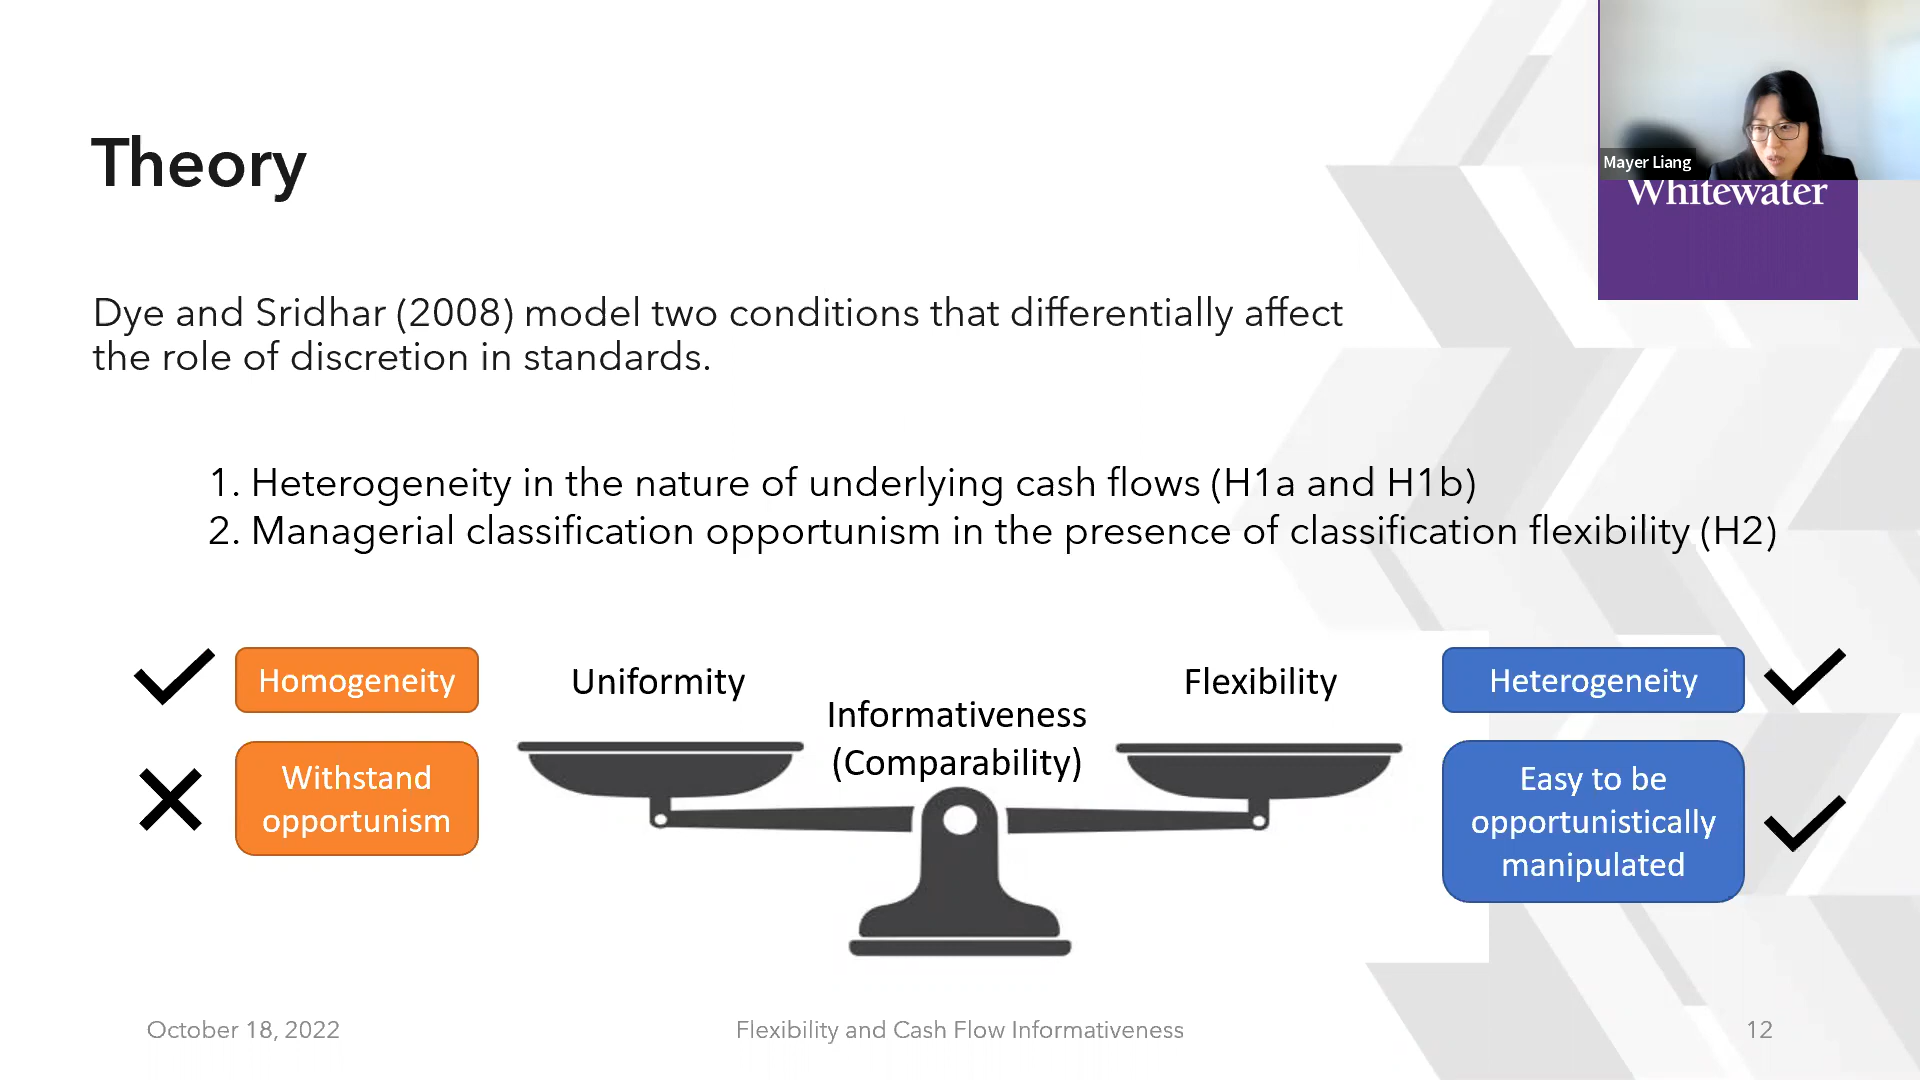 Mayer Liang
Whitewater
Theory
Dye and Sridhar (2008) model two conditions that differentially affect
the role of discretion in standards.
1. Heterogeneity in the nature of underlying cash flows (H1a and H1b)
2. Managerial classification opportunism in the presence of classification flexibility (H2)
Homogeneity
Withstand
opportunism
Uniformity
Informativeness
(Comparability)
Flexibility
Heterogeneity
Easy to be
opportunistically
manipulated
October 18, 2022
Flexibility and Cash Flow Informativeness
12